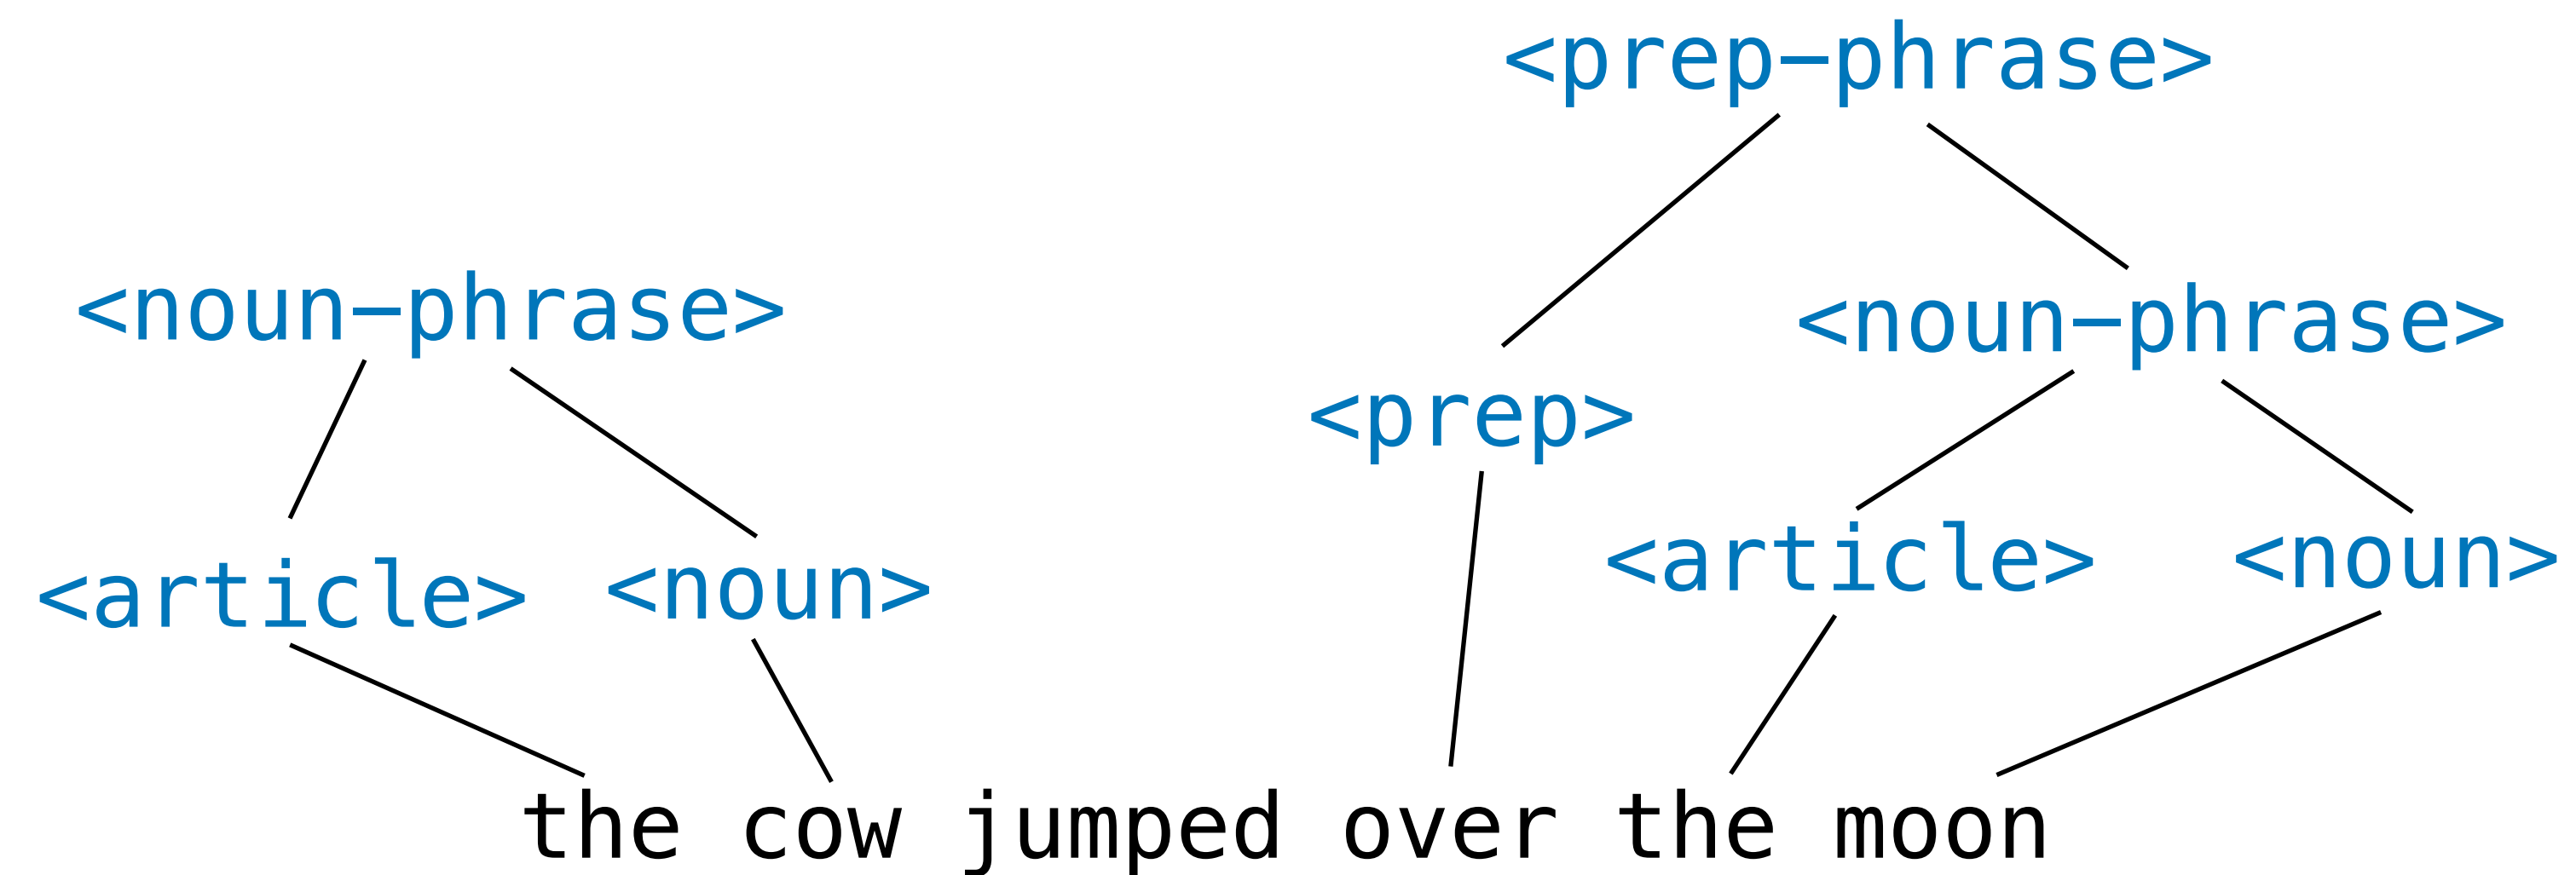 <prep-phrase>
<noun-phrase> <noun-phrase>
<prep>
<article> <noun> <article> <noun>
the cow jumped over the moon